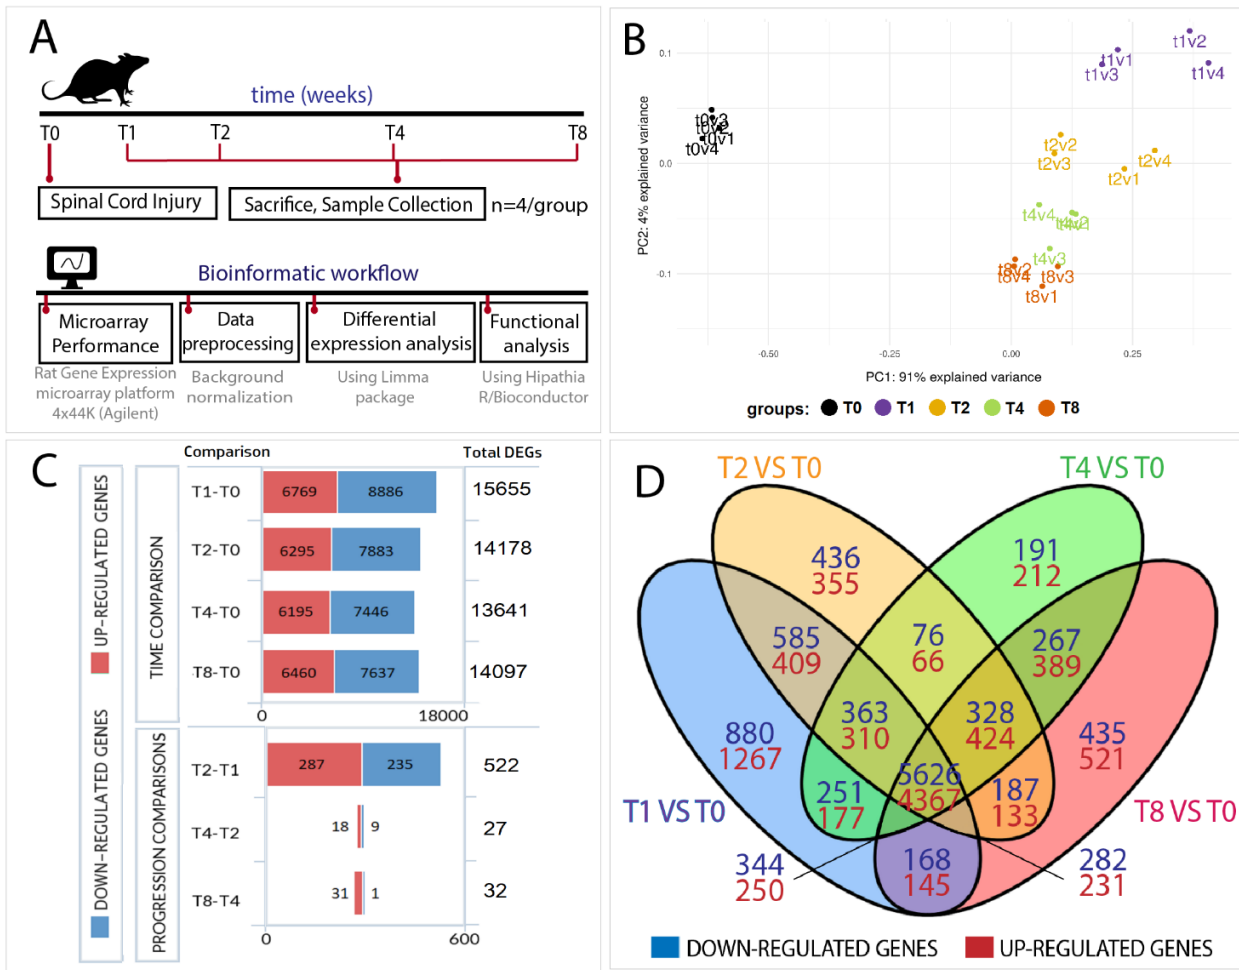 A
time (weeks)
T0
T1
T2
T4
T8
Spinal Cord Injury
Sacrifice, Sample Collection
n=4/group
Bioinformatic workflow
Microarray
Performance
Data
preprocessing
Differential
expression analysis
Functional
analysis
Rat Gene Expression
microarray platform
4x44K (Agilent)
Background
normalization
Using Limma
package
Using Hipathia
R/Bioconductor
B
PC2: 4% explained variance
0.1
0.0
-0.1
t1v2
t1v1
t1v3
t1v4
t0v3
t0v2
t0v1
t0v4
t2v2
t2v3
t2v4
t2v1
t4v4
t4v2
t4v1
t4v3
t8v2
t8v4
t8v3
t8v1
-0.50
-0.25
0.00
0.25
PC1: 91% explained variance
groups:
T0
T1
T2
T4
T8
C
UP-REGULATED GENES
DOWN-REGULATED GENES
TIME COMPARISON
PROGRESSION COMPARISONS
Comparison
Total DEGs
T1-T0
6769
8886
15655
T2-T0
6295
7883
14178
T4-T0
6195
7446
13641
T8-T0
6460
7637
14097
0
18000
T2-T1
287
235
522
T4-T2
18
9
27
T8-T4
31
1
32
0
600
D
T2 VS T0
T4 VS T0
T1 VS T0
T8 VS T0
436
355
191
212
585
409
76
66
267
389
880
1267
363
310
328
424
435
521
5626
4367
251
177
187
133
344
250
168
145
282
231
DOWN-REGULATED GENES
UP-REGULATED GENES